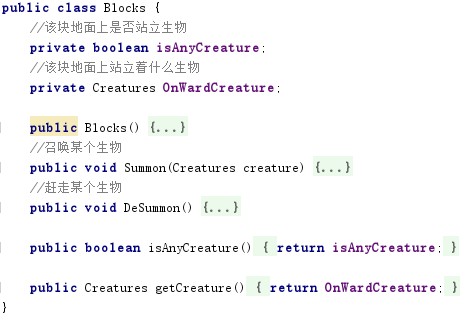 public class Blocks {
//该块地面上是否站立生物
private boolean isAnyCreature;
//该块地面上站立着什么生物
private Creatures OnWardCreature;
public Blocks() {...}
//召唤某个生物
public void Summon(Creatures creature) {...}
//赶走某个生物
public void DeSummon() {...}
public boolean isAnyCreature() { return isAnyCreature; }
public Creatures getCreature() { return OnWardCreature; }
}